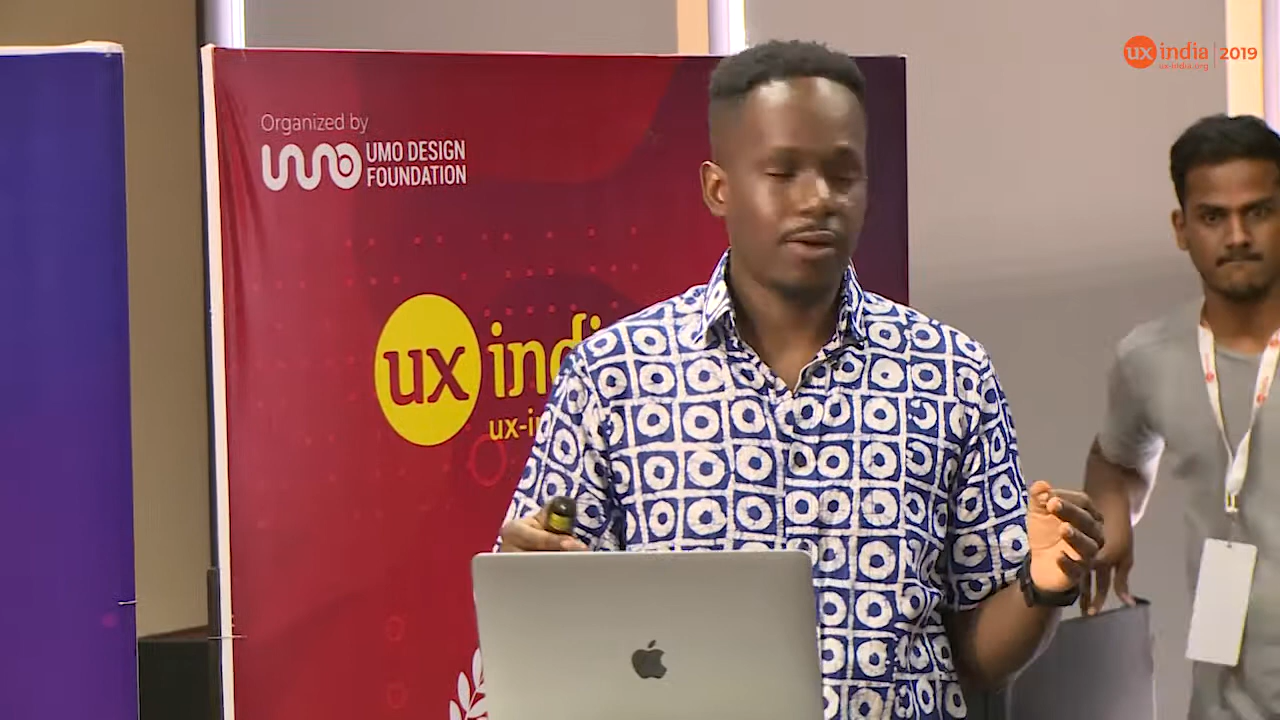 ux india | 2019
ux-india.org
Organized by
UMO DESIGN
FOUNDATION
ux indi
ux-i